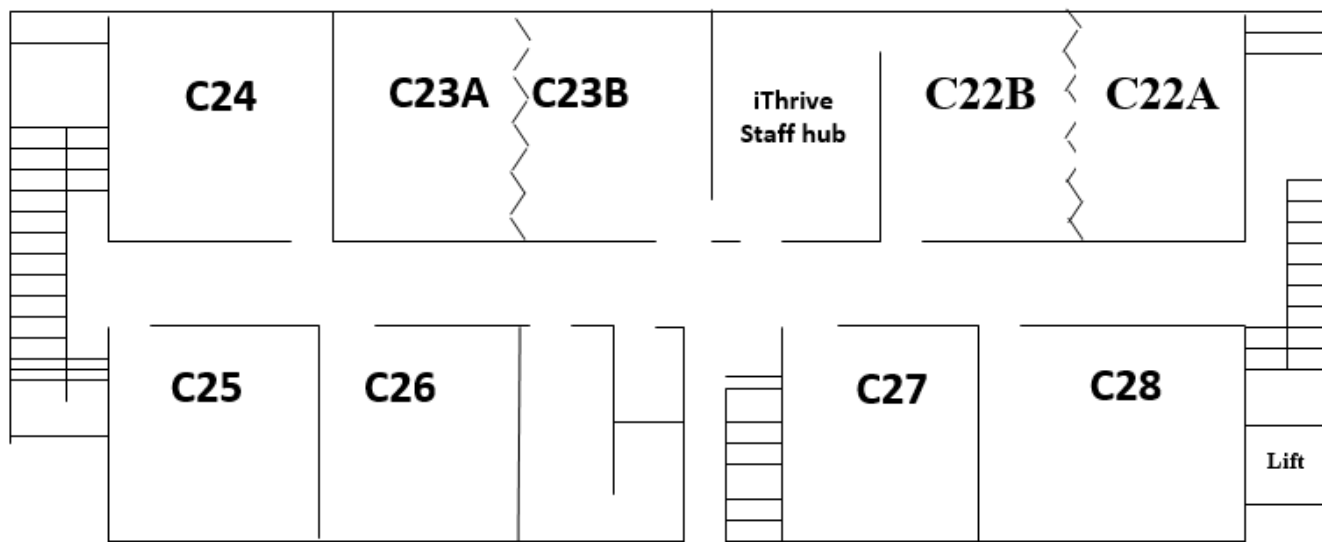 C24
C23A
C23B
iThrive
Staff hub
C22B
C22A
C25
C26
C27
C28
Lift